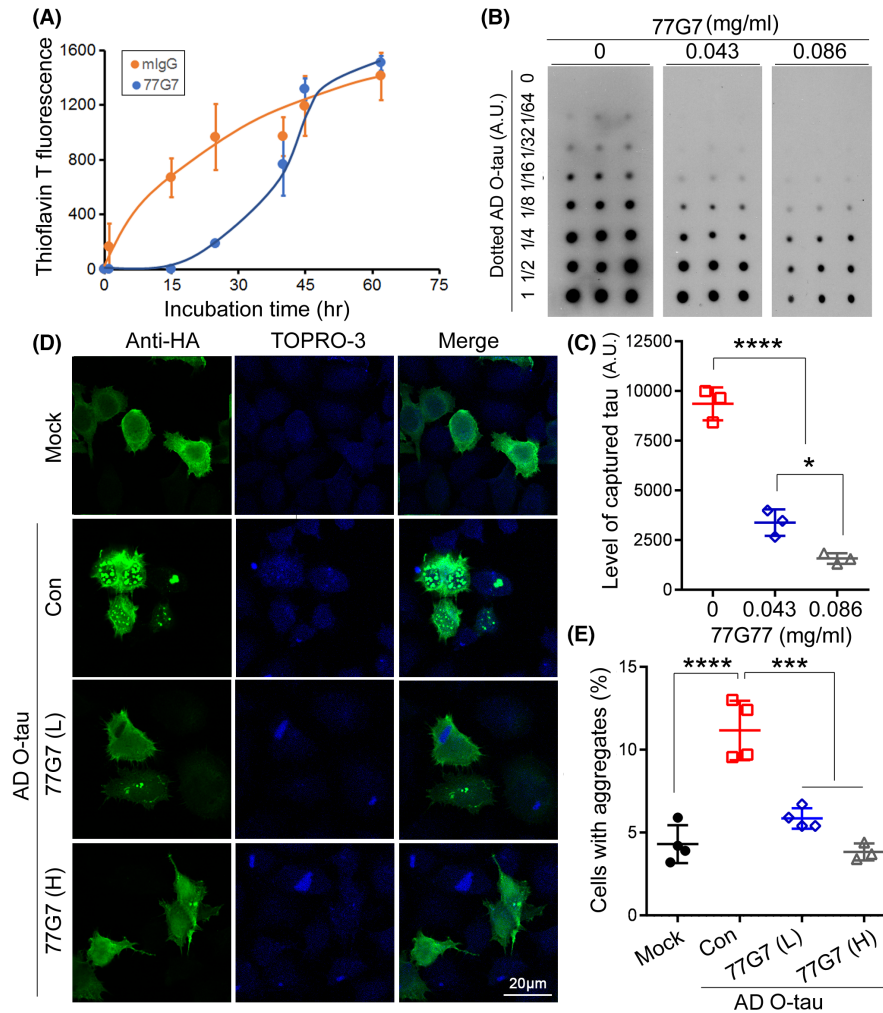 (A)
Thioflavin T fluorescence
1600
1200
800
400
0
mIgG
77G7
0 15 30 45 60 75
Incubation time (hr)
(B)
77G7 (mg/ml)
0 0.043 0.086
Dotted AD O-tau (A.U.)
1 1/2 1/4 1/8 1/16 1/32 1/64 0
(C)
Level of captured tau (A.U.)
12500
10000
7500
5000
2500
0
****
*
0 0.043 0.086
77G77 (mg/ml)
(D)
Anti-HA TOPRO-3 Merge
Mock
AD O-tau
Con
77G7 (L)
77G7 (H)
20μm
(E)
Cells with aggregates (%)
15
10
5
0
**** ***
Mock Con 77G7 (L) 77G7 (H)
AD O-tau